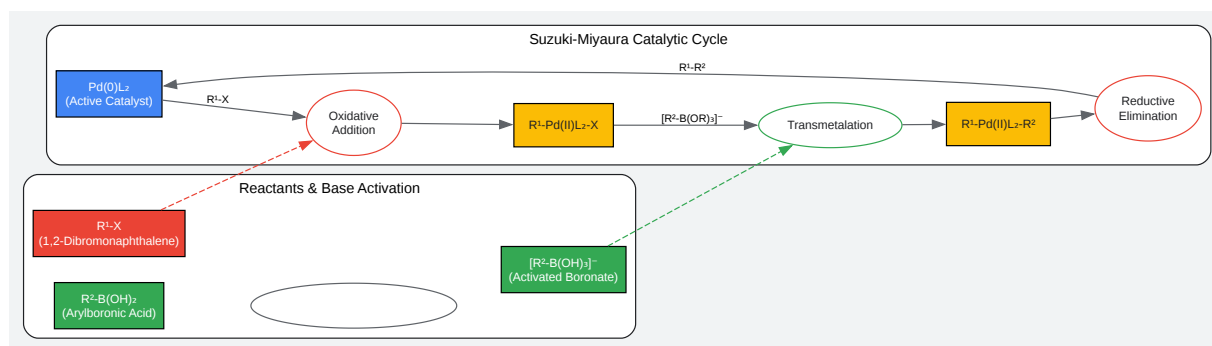 Suzuki-Miyaura Catalytic Cycle
R¹-R²
Pd(0)L₂
(Active Catalyst)
R¹-X
Oxidative
Addition
R¹-Pd(II)L₂-X
[R²-B(OR)₃]⁻
Transmetalation
R¹-Pd(II)L₂-R²
Reductive
Elimination
Reactants & Base Activation
R¹-X
(1,2-Dibromonaphthalene)
[R²-B(OH)₃]⁻
(Activated Boronate)
R²-B(OH)₂
(Arylboronic Acid)